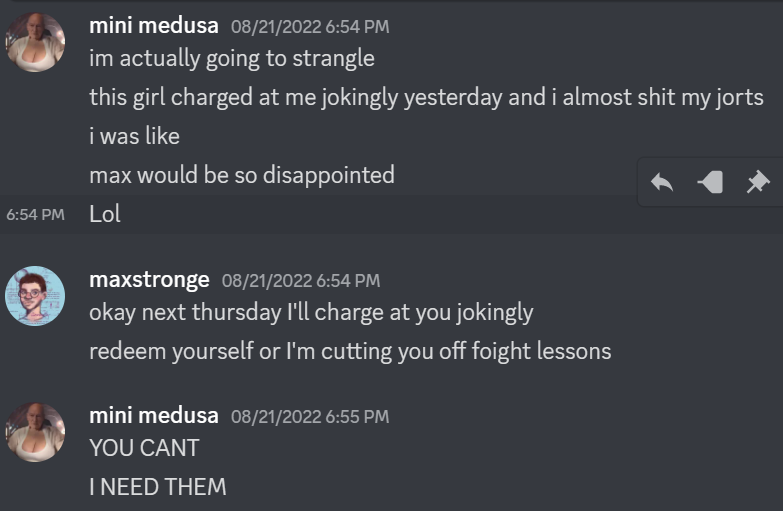 mini medusa 08/21/2022 6:54 PM
im actually going to strangle
this girl charged at me jokingly yesterday and i almost shit my jorts
i was like
max would be so disappointed
6:54 PM Lol
maxstronge 08/21/2022 6:54 PM
okay next thursday I'll charge at you jokingly
redeem yourself or I'm cutting you off foight lessons
mini medusa 08/21/2022 6:55 PM
YOU CANT
I NEED THEM